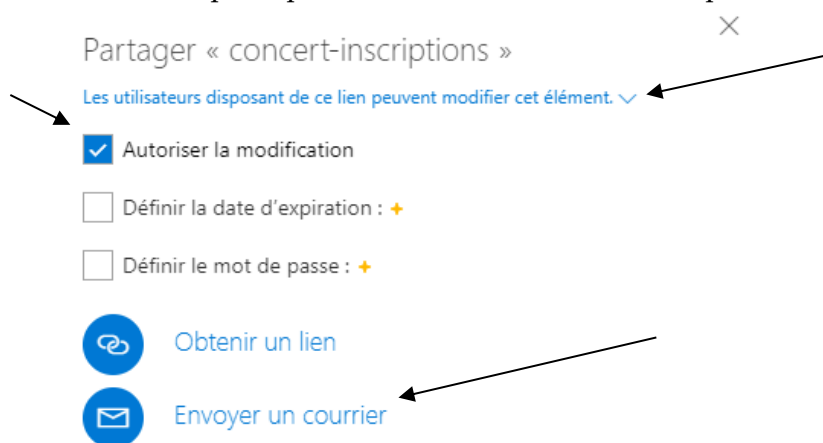 Partager « concert-inscriptions »
Les utilisateurs disposant de ce lien peuvent modifier cet élément.
Autoriser la modification
Définir la date d'expiration :
Définir le mot de passe :
Obtenir un lien
Envoyer un courrier